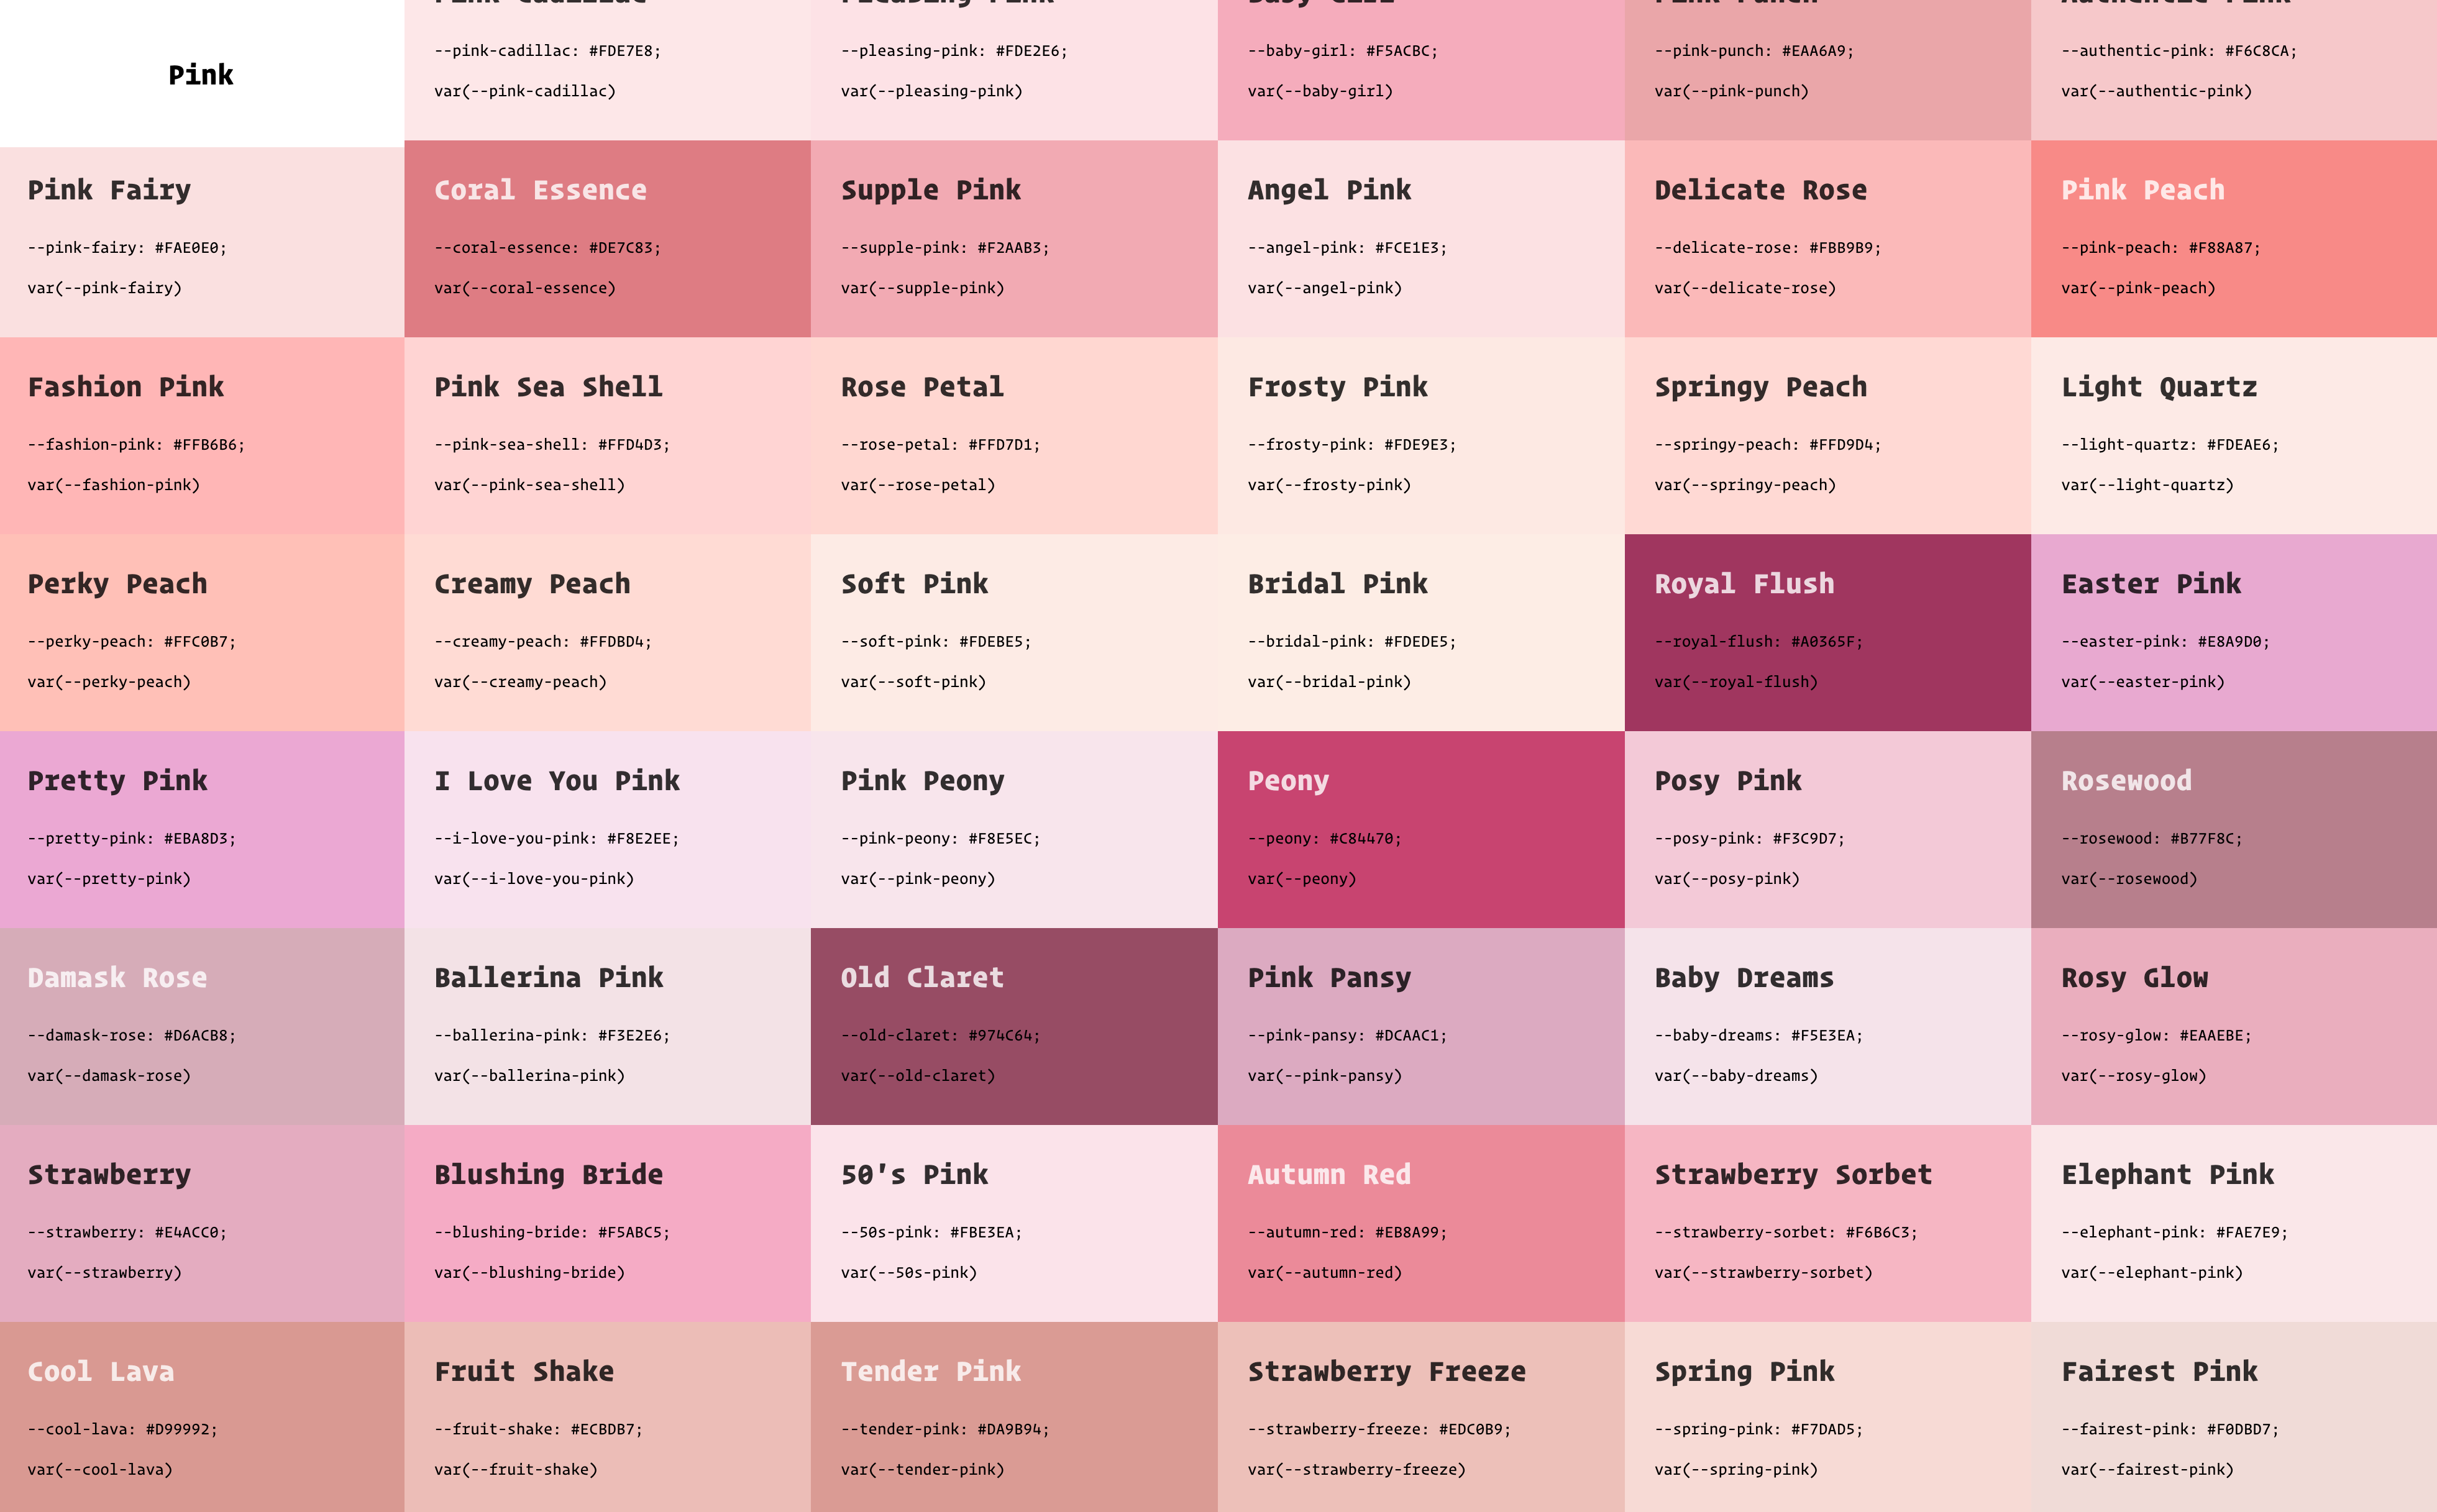 Pink
Pink Cadillac
--pink-cadillac: #FDE7E8;
var(--pink-cadillac)
Pleasing Pink
--pleasing-pink: #FDE2E6;
var(--pleasing-pink)
Baby Girl
--baby-girl: #F5ACBC;
var(--baby-girl)
Pink Punch
--pink-punch: #EAA6A9;
var(--pink-punch)
Authentic Pink
--authentic-pink: #F6C8CA;
var(--authentic-pink)
Pink Fairy
--pink-fairy: #FAE0E0;
var(--pink-fairy)
Coral Essence
--coral-essence: #DE7C83;
var(--coral-essence)
Supple Pink
--supple-pink: #F2AAB3;
var(--supple-pink)
Angel Pink
--angel-pink: #FCE1E3;
var(--angel-pink)
Delicate Rose
--delicate-rose: #FBB9B9;
var(--delicate-rose)
Pink Peach
--pink-peach: #F88A87;
var(--pink-peach)
Fashion Pink
--fashion-pink: #FFB6B6;
var(--fashion-pink)
Pink Sea Shell
--pink-sea-shell: #FFD4D3;
var(--pink-sea-shell)
Rose Petal
--rose-petal: #FFD7D1;
var(--rose-petal)
Frosty Pink
--frosty-pink: #FDE9E3;
var(--frosty-pink)
Springy Peach
--springy-peach: #FFD9D4;
var(--springy-peach)
Light Quartz
--light-quartz: #FDEAE6;
var(--light-quartz)
Perky Peach
--perky-peach: #FFC0B7;
var(--perky-peach)
Creamy Peach
--creamy-peach: #FFDBD4;
var(--creamy-peach)
Soft Pink
--soft-pink: #FDEBE5;
var(--soft-pink)
Bridal Pink
--bridal-pink: #FDEDE5;
var(--bridal-pink)
Royal Flush
--royal-flush: #A0365F;
var(--royal-flush)
Easter Pink
--easter-pink: #E8A9D0;
var(--easter-pink)
Pretty Pink
--pretty-pink: #EBA8D3;
var(--pretty-pink)
I Love You Pink
--i-love-you-pink: #F8E2EE;
var(--i-love-you-pink)
Pink Peony
--pink-peony: #F8E5EC;
var(--pink-peony)
Peony
--peony: #C84470;
var(--peony)
Posy Pink
--posy-pink: #F3C9D7;
var(--posy-pink)
Rosewood
--rosewood: #B77F8C;
var(--rosewood)
Damask Rose
--damask-rose: #D6ACB8;
var(--damask-rose)
Ballerina Pink
--ballerina-pink: #F3E2E6;
var(--ballerina-pink)
Old Claret
--old-claret: #974C64;
var(--old-claret)
Pink Pansy
--pink-pansy: #DCAAC1;
var(--pink-pansy)
Baby Dreams
--baby-dreams: #F5E3EA;
var(--baby-dreams)
Rosy Glow
--rosy-glow: #EAAEBE;
var(--rosy-glow)
Strawberry
--strawberry: #E4ACC0;
var(--strawberry)
Blushing Bride
--blushing-bride: #F5ABC5;
var(--blushing-bride)
50's Pink
--50s-pink: #FBE3EA;
var(--50s-pink)
Autumn Red
--autumn-red: #EB8A99;
var(--autumn-red)
Strawberry Sorbet
--strawberry-sorbet: #F6B6C3;
var(--strawberry-sorbet)
Elephant Pink
--elephant-pink: #FAE7E9;
var(--elephant-pink)
Cool Lava
--cool-lava: #D99992;
var(--cool-lava)
Fruit Shake
--fruit-shake: #ECBDB7;
var(--fruit-shake)
Tender Pink
--tender-pink: #DA9B94;
var(--tender-pink)
Strawberry Freeze
--strawberry-freeze: #EDC0B9;
var(--strawberry-freeze)
Spring Pink
--spring-pink: #F7DAD5;
var(--spring-pink)
Fairest Pink
--fairest-pink: #F0DBD7;
var(--fairest-pink)